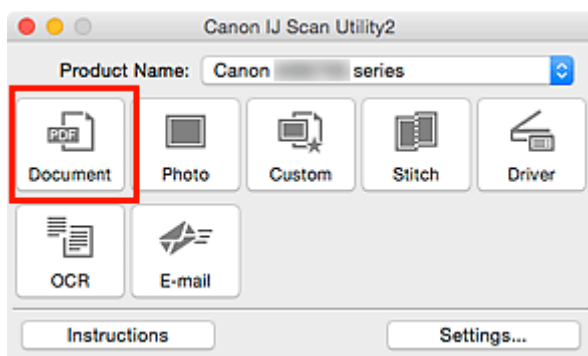 Canon IJ Scan Utility2
Product Name: Canon series
PDF
Document Photo Custom Stitch Driver
OCR E-mail
Instructions Settings...